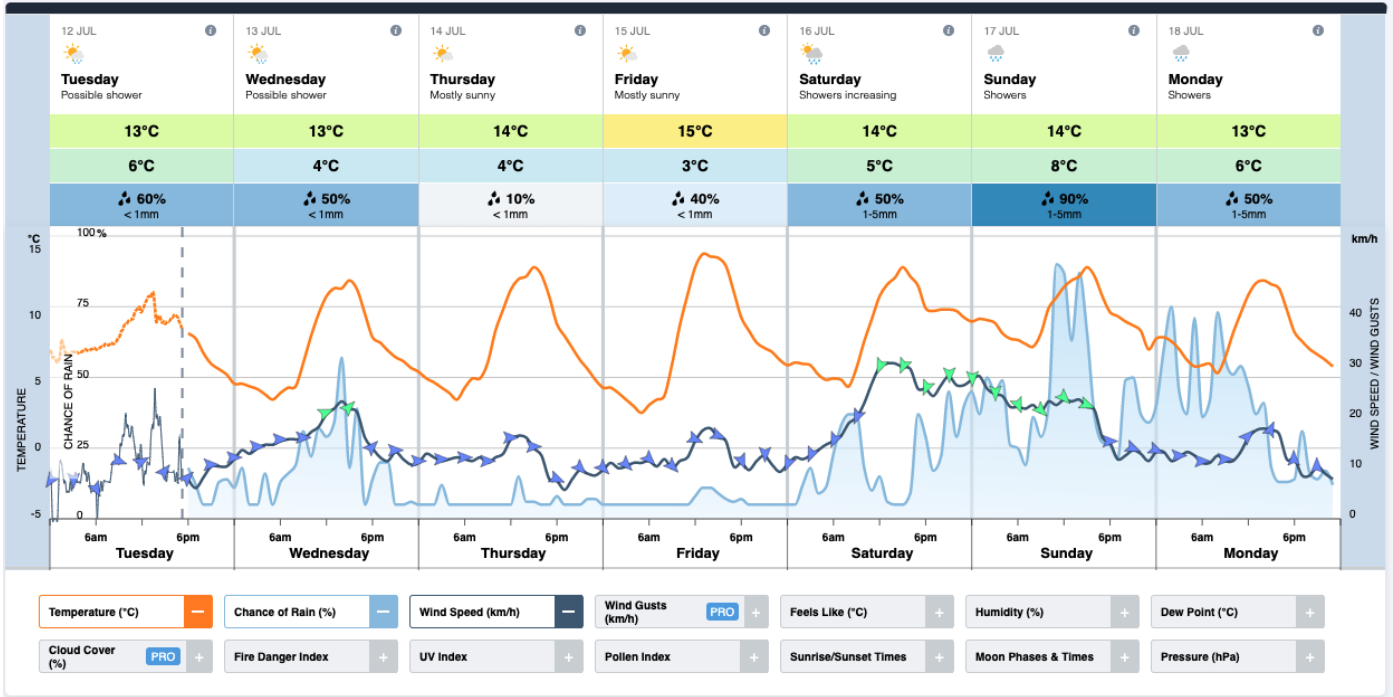 12 JUL
13 JUL
14 JUL
15 JUL
16 JUL
17 JUL
18 JUL
Tuesday
Wednesday
Thursday
Friday
Saturday
Sunday
Monday
Possible shower
Possible shower
Mostly sunny
Mostly sunny
Showers increasing
Showers
Showers
13°C
13°C
14°C
15°C
14°C
14°C
13°C
6°C
4°C
4°C
3°C
5°C
8°C
6°C
60%
50%
10%
40%
50%
90%
50%
< 1mm
< 1mm
< 1mm
< 1mm
1-5mm
1-5mm
1-5mm
°C
15
10
5
0
-5
TEMPERATURE
100%
75
50
25
0
CHANCE OF RAIN
km/h
40
30
20
10
0
WIND SPEED / WIND GUSTS
6am
6pm
6am
6pm
6am
6pm
6am
6pm
6am
6pm
6am
6pm
6am
6pm
Tuesday
Wednesday
Thursday
Friday
Saturday
Sunday
Monday
Temperature (°C)
Chance of Rain (%)
Wind Speed (km/h)
Wind Gusts
(km/h)
PRO
Feels Like (°C)
Humidity (%)
Dew Point (°C)
Cloud Cover
(%)
PRO
Fire Danger Index
UV Index
Pollen Index
Sunrise/Sunset Times
Moon Phases & Times
Pressure (hPa)